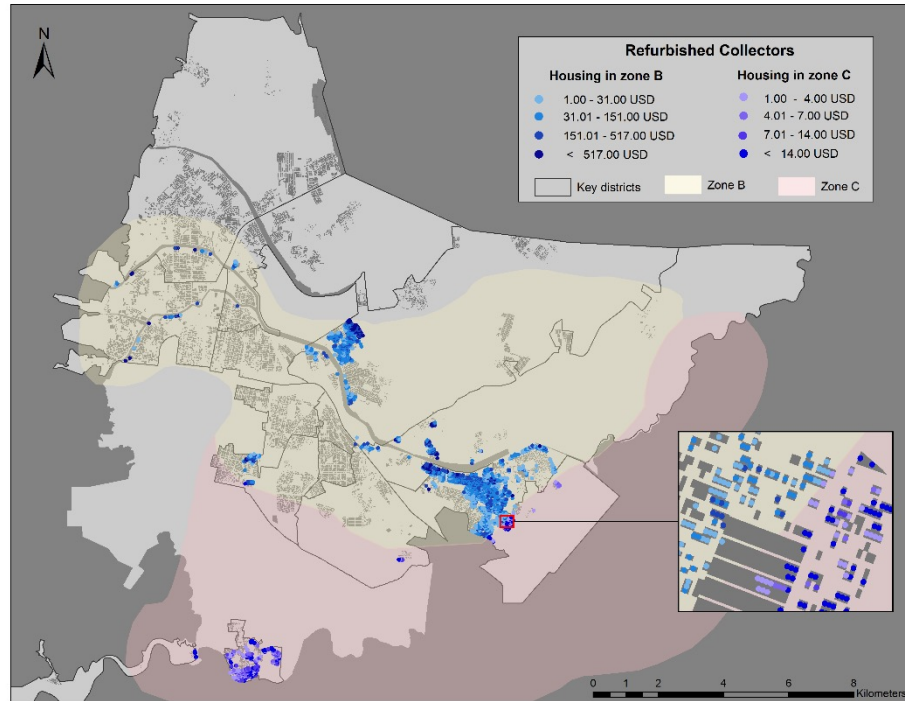 N
Refurbished Collectors
Housing in zone B
1.00 - 31.00 USD
31.01 - 151.00 USD
151.01 - 517.00 USD
< 517.00 USD
Housing in zone C
1.00 - 4.00 USD
4.01 - 7.00 USD
7.01 - 14.00 USD
< 14.00 USD
Key districts Zone B Zone C
0 2 4 6 8
Kilometers